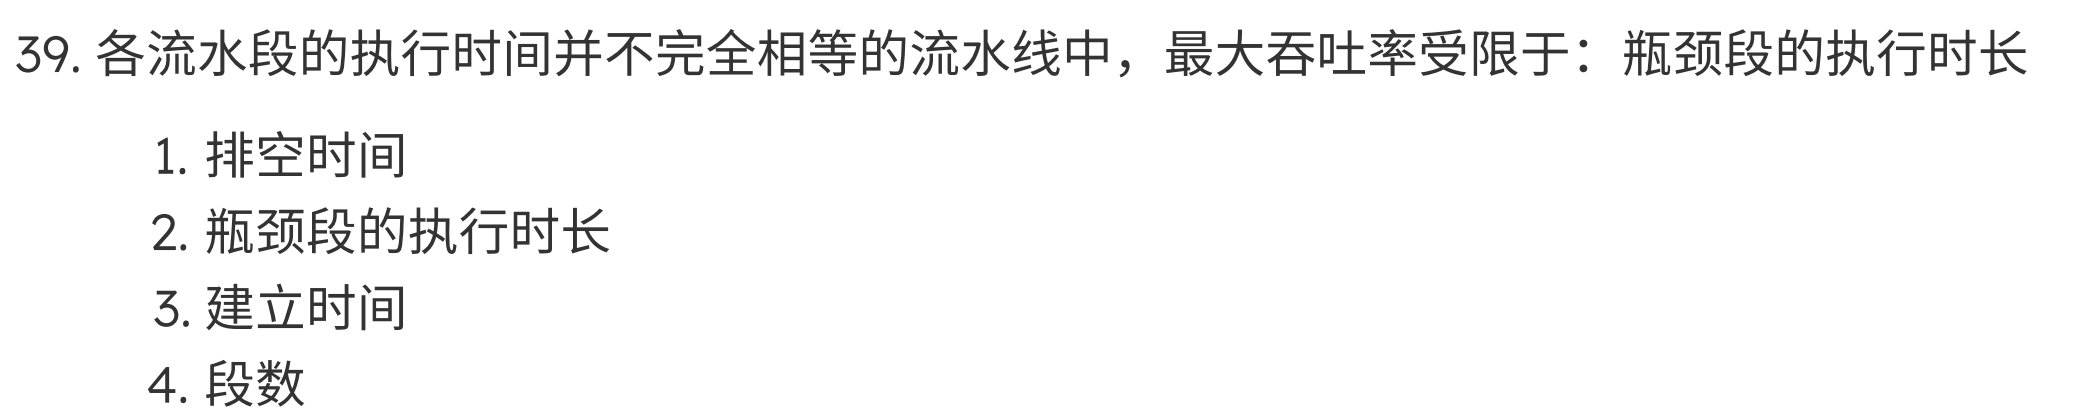 39. 各流水段的执行时间并不完全相等的流水线中，最大吞吐率受限于：瓶颈段的执行时长
1. 排空时间
2. 瓶颈段的执行时长
3. 建立时间
4. 段数